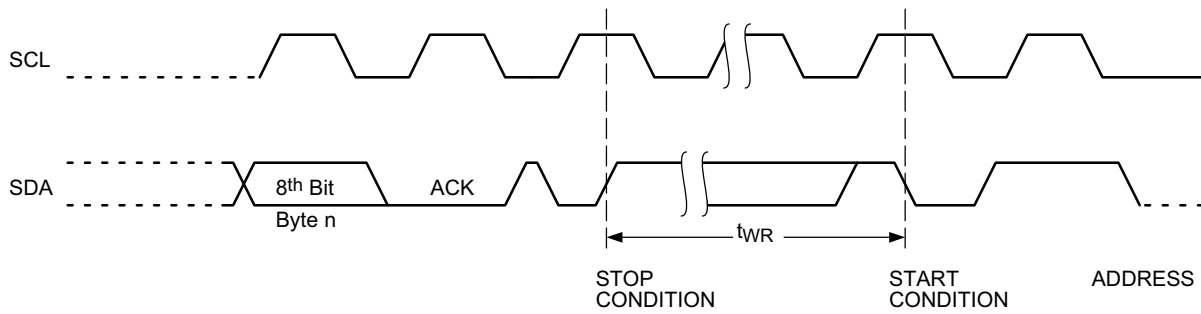 SCL
SDA
8th Bit
ACK
Byte n
tWR
STOP
CONDITION
START
CONDITION
ADDRESS